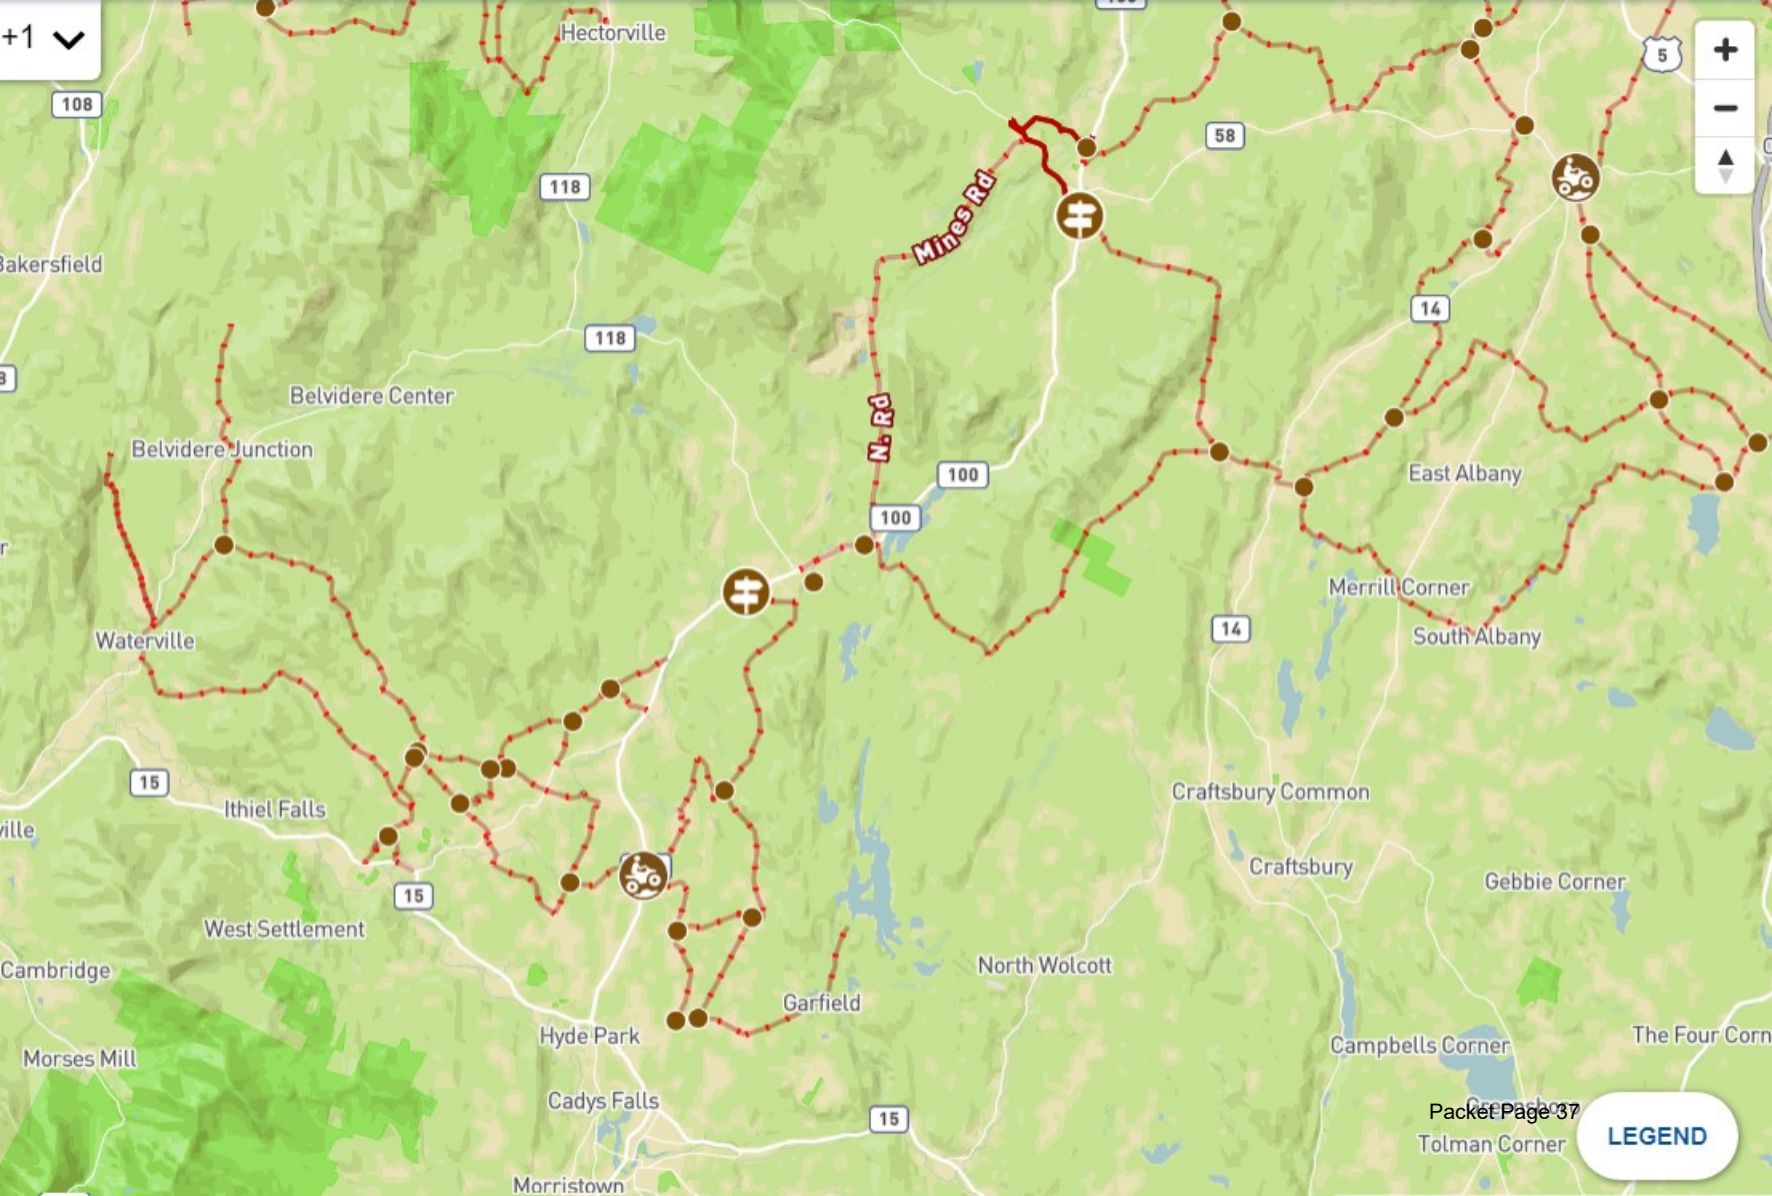 100
+1
Hectorville
5
+
108
−
58
118
Mines Rd
Bakersfield
14
118
Belvidere Center
N. Rd
Belvidere Junction
100
East Albany
100
Merrill Corner
14
South Albany
Waterville
15
Craftsbury Common
Ithiel Falls
ville
Craftsbury
Gebbie Corner
15
West Settlement
North Wolcott
Cambridge
Garfield
Hyde Park
The Four Corn
Campbells Corner
Morses Mill
Cadys Falls
Packet Page 37
15
LEGEND
Tolman Corner
Morristown